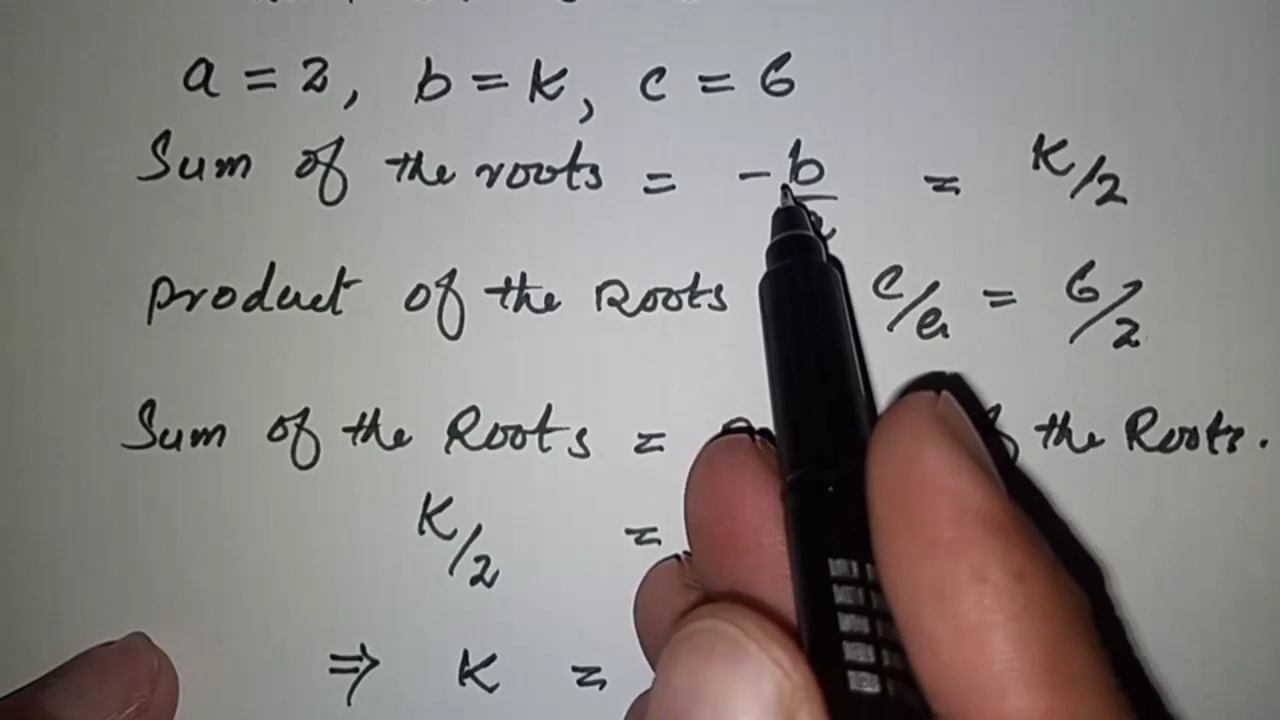 a = 2, b = K, c = 6
Sum of the roots = - b/a = K/2
product of the Roots c/a = 6/2
Sum of the Roots = the Roots.
K/2 =
⇒ K =